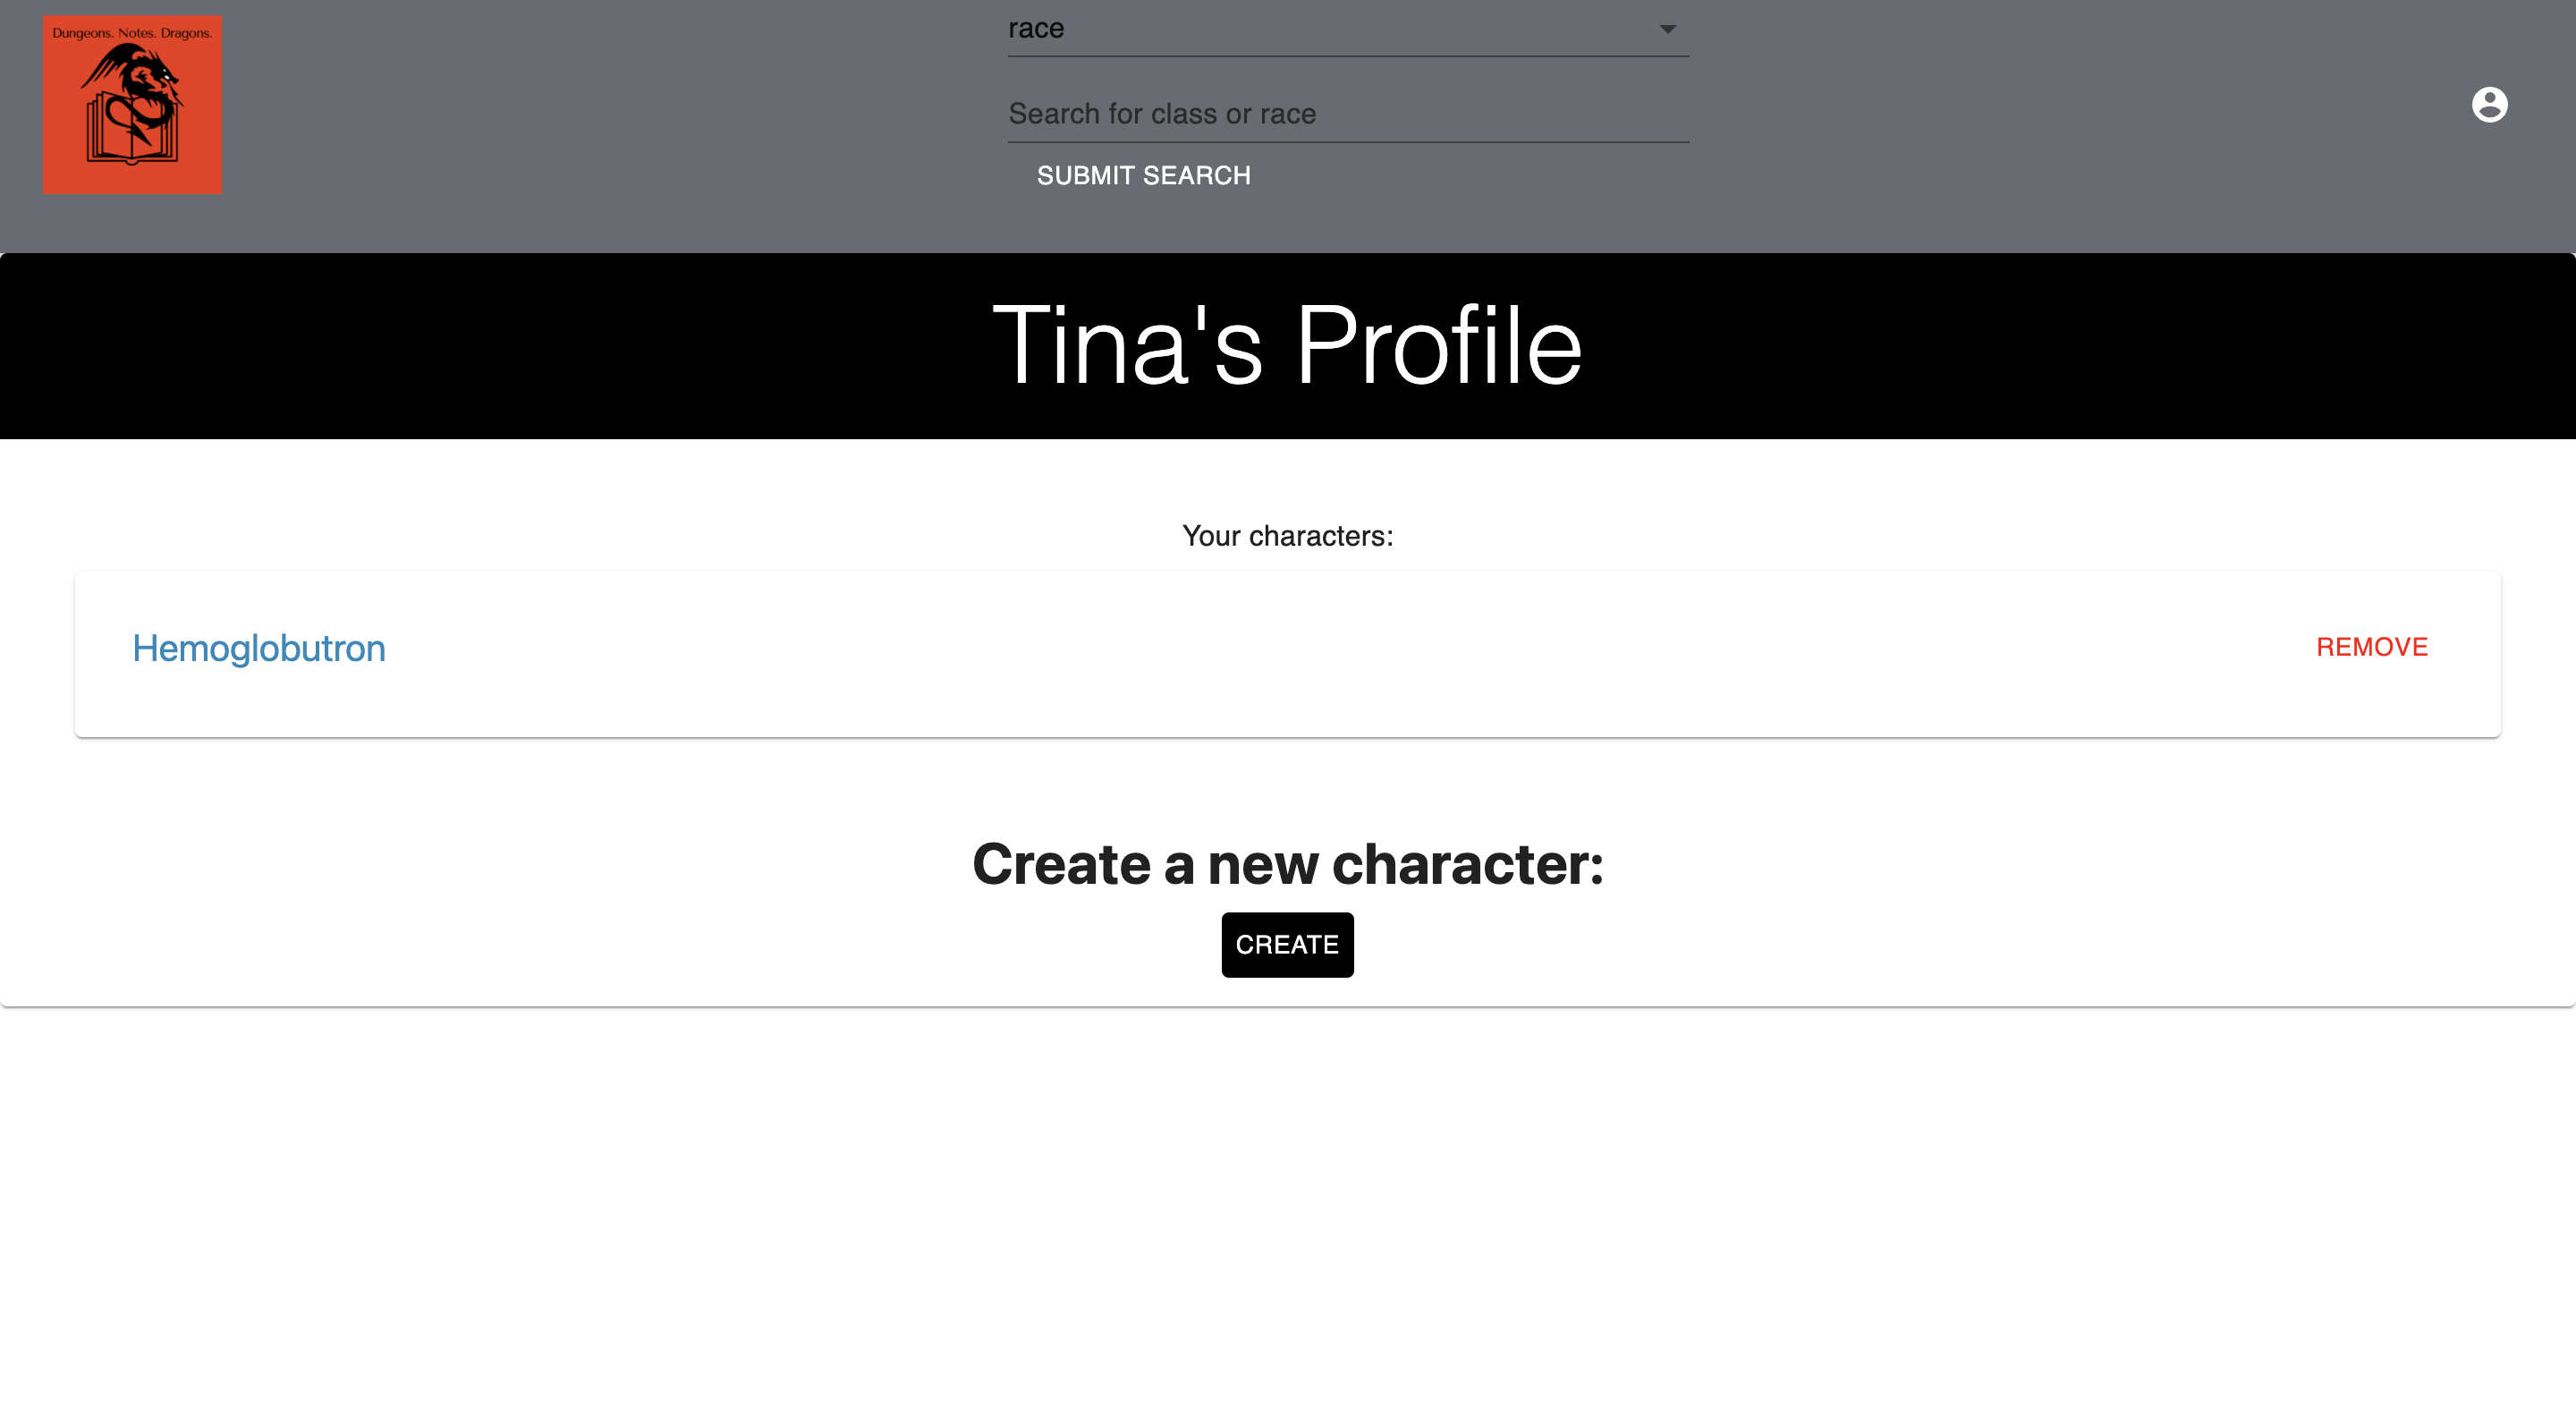 Dungeons. Notes. Dragons.
race
Search for class or race
SUBMIT SEARCH
Tina's Profile
Your characters:
Hemoglobutron
REMOVE
Create a new character:
CREATE